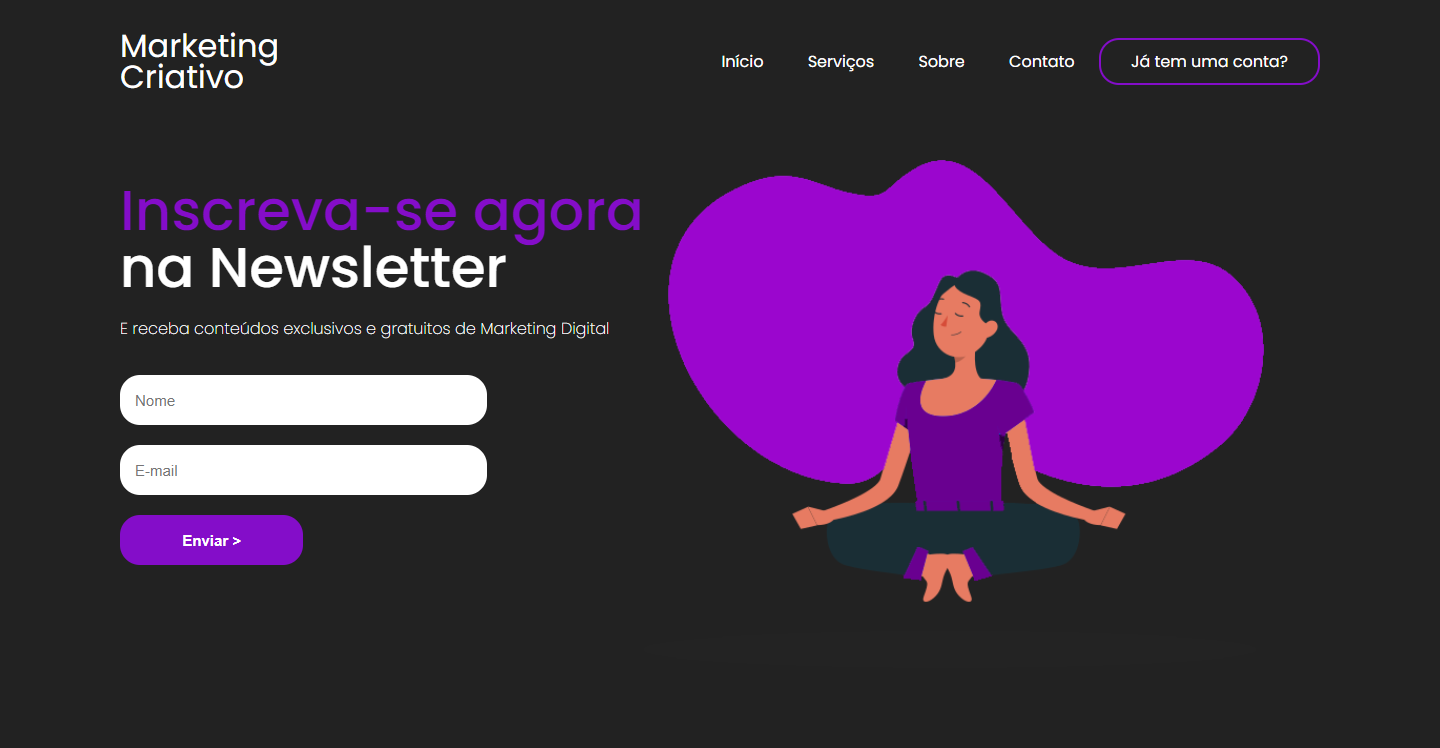 Marketing
Criativo
Início
Serviços
Sobre
Contato
Já tem uma conta?
Inscreva-se agora
na Newsletter
E receba conteúdos exclusivos e gratuitos de Marketing Digital
Nome
E-mail
Enviar >